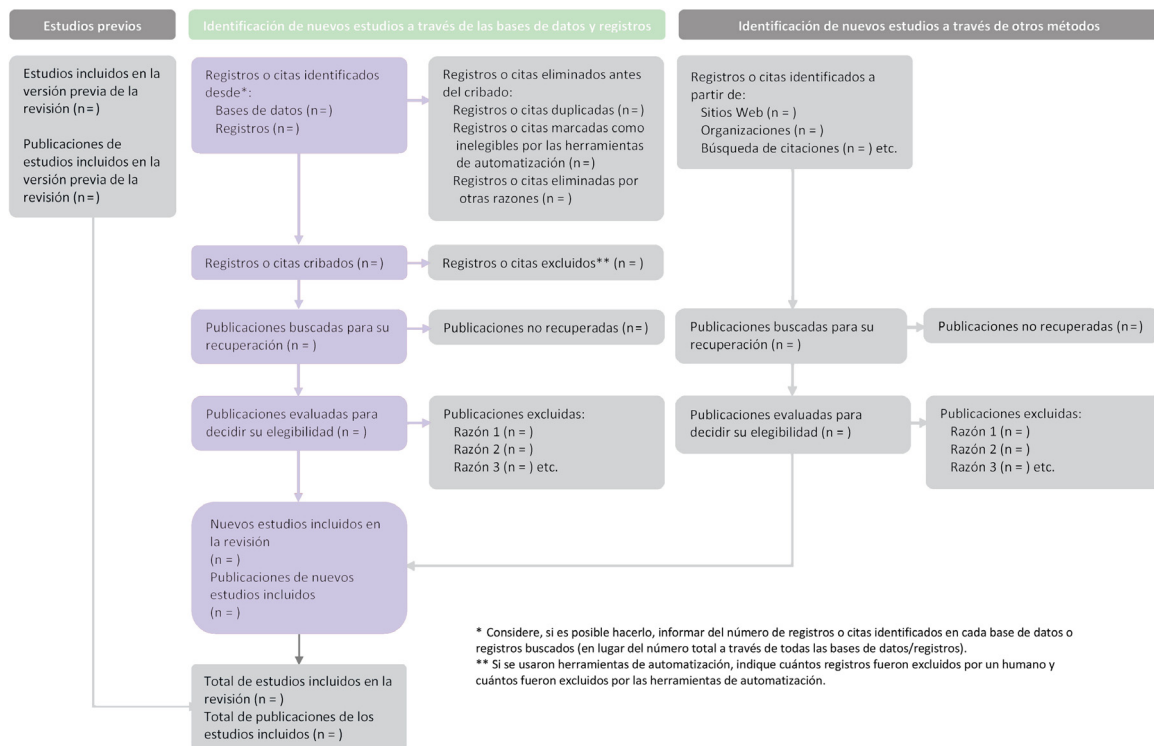 Estudios previos
Identificación de nuevos estudios a través de las bases de datos y registros
Identificación de nuevos estudios a través de otros métodos
Estudios incluidos en la
versión previa de la
revisión (n= )
Publicaciones de
estudios incluidos en la
versión previa de la
revisión (n= )
Registros o citas identificados
desde*:
Bases de datos (n= )
Registros (n= )
Registros o citas eliminados antes
del cribado:
Registros o citas duplicadas (n= )
Registros o citas marcadas como
inelegibles por las herramientas
de automatización (n= )
Registros o citas eliminadas por
otras razones (n = )
Registros o citas identificados a
partir de:
Sitios Web (n = )
Organizaciones (n = )
Búsqueda de citaciones (n = ) etc.
Registros o citas cribados (n= )
Registros o citas excluidos** (n = )
Publicaciones buscadas para su
recuperación (n = )
Publicaciones no recuperadas (n= )
Publicaciones buscadas para su
recuperación (n = )
Publicaciones no recuperadas (n= )
Publicaciones evaluadas para
decidir su elegibilidad (n = )
Publicaciones excluidas:
Razón 1 (n = )
Razón 2 (n = )
Razón 3 (n = ) etc.
Publicaciones evaluadas para
decidir su elegibilidad (n = )
Publicaciones excluidas:
Razón 1 (n = )
Razón 2 (n = )
Razón 3 (n = ) etc.
Nuevos estudios incluidos en
la revisión
(n = )
Publicaciones de nuevos
estudios incluidos
(n = )
* Considere, si es posible hacerlo, informar del número de registros o citas identificados en cada base de datos o
registros buscados (en lugar del número total a través de todas las bases de datos/registros).
** Si se usaron herramientas de automatización, indique cuántos registros fueron excluidos por un humano y
cuántos fueron excluidos por las herramientas de automatización.
Total de estudios incluidos en la
revisión (n = )
Total de publicaciones de los
estudios incluidos (n = )